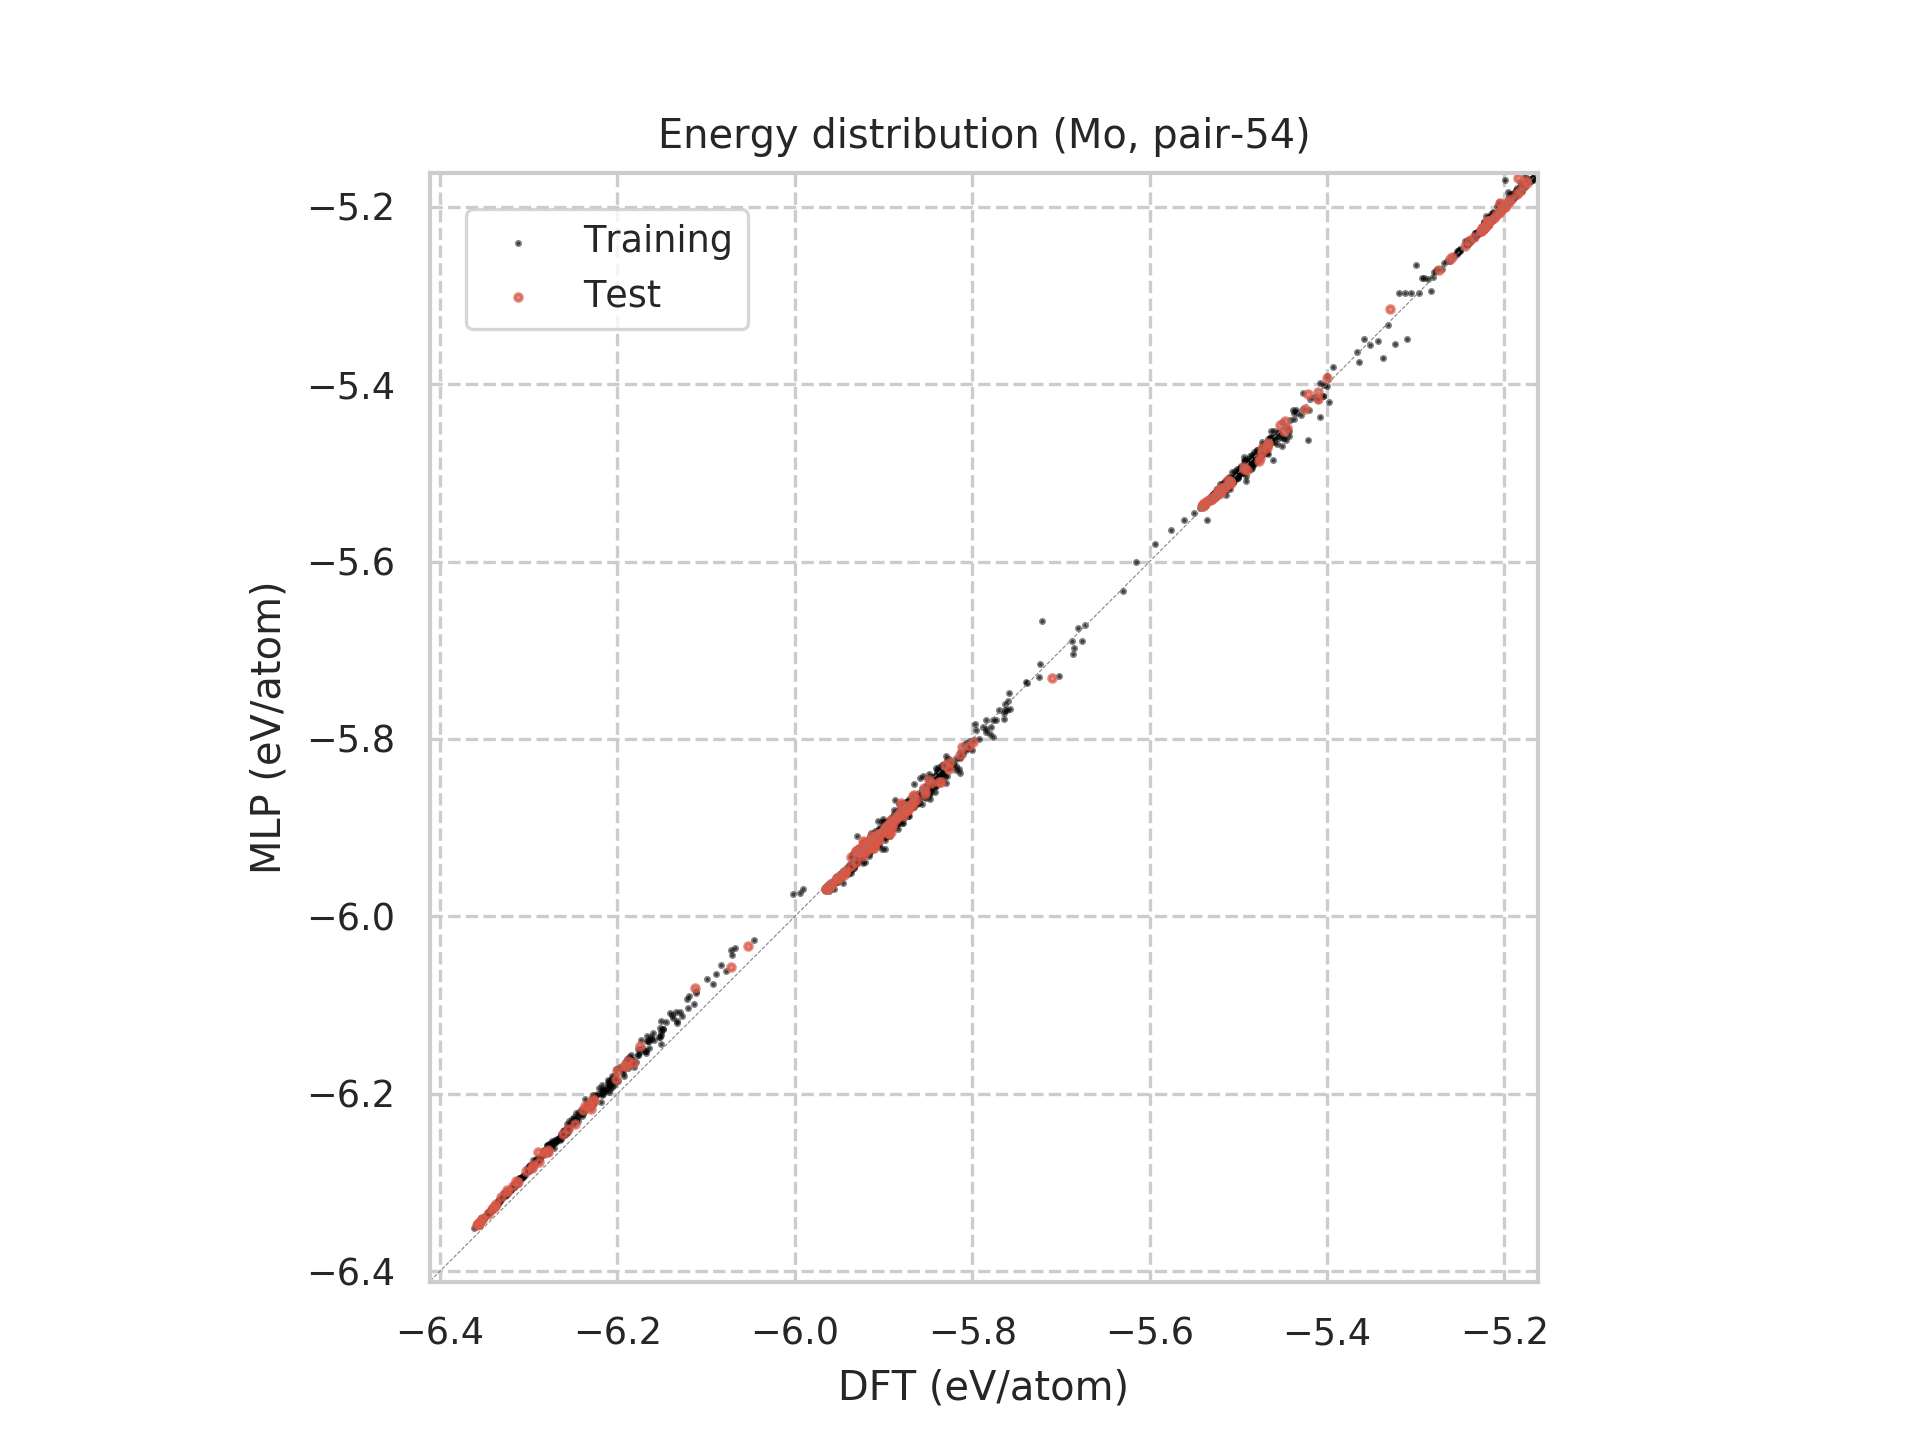 Energy distribution (Mo, pair-54)
Training
Test
−5.2
−5.4
−5.6
−5.8
−6.0
−6.2
−6.4
MLP (eV/atom)
−6.4 −6.2 −6.0 −5.8 −5.6 −5.4 −5.2
DFT (eV/atom)